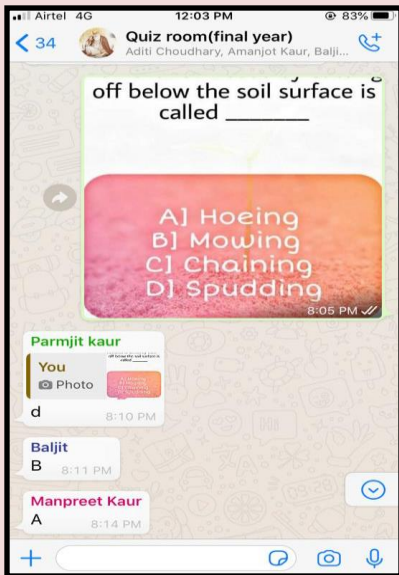 Airtel 4G 12:03 PM 83%
34 Quiz room(final year)
Aditi Choudhary, Amanjot Kaur, Balji...
off below the soil surface is
called ________
A] Hoeing
B] Mowing
C] Chaining
D] Spudding
8:05 PM
Parmjit kaur
You
Photo
d 8:10 PM
Baljit
B 8:11 PM
Manpreet Kaur
A 8:14 PM